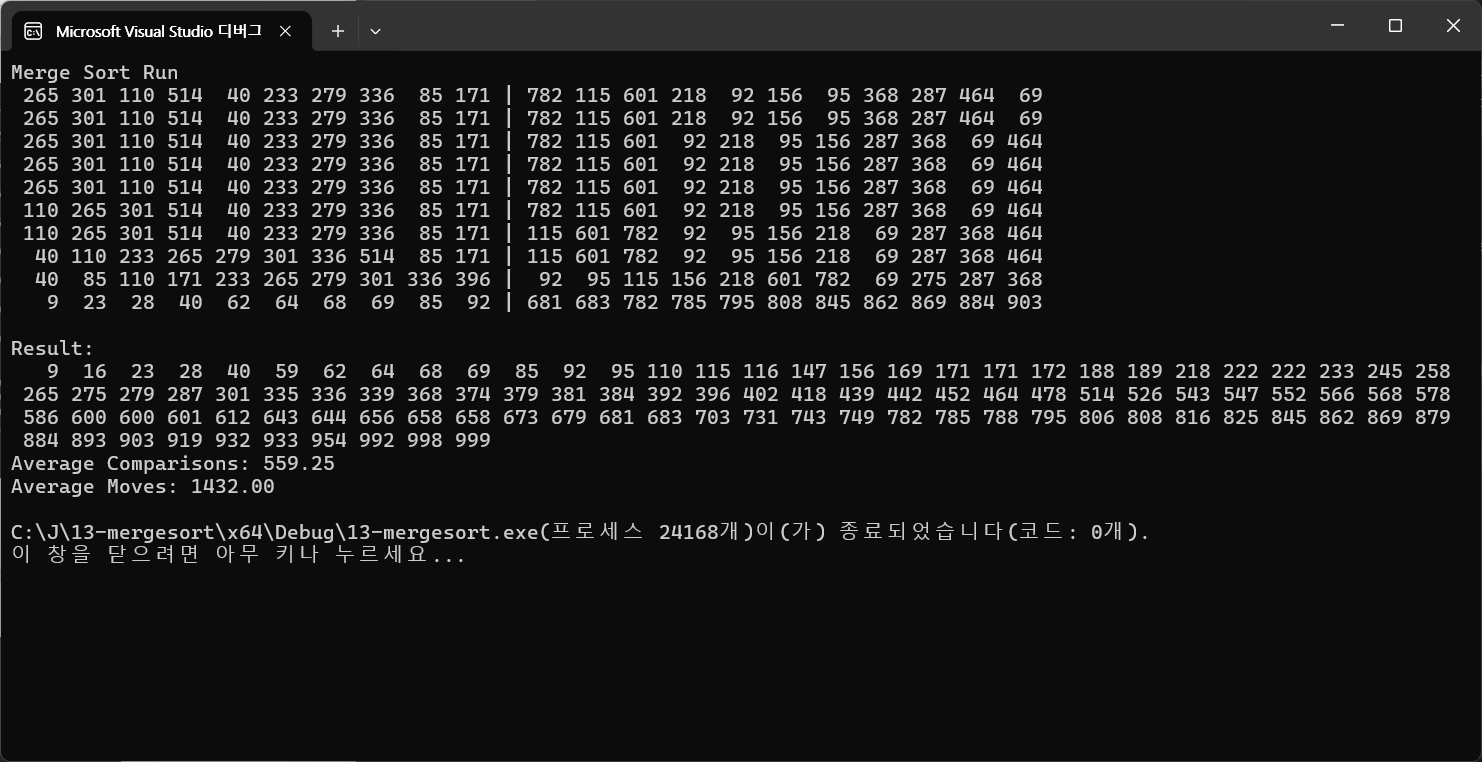 Microsoft Visual Studio 디버그
Merge Sort Run
265 301 110 514  40 233 279 336  85 171 | 782 115 601 218  92 156  95 368 287 464  69
265 301 110 514  40 233 279 336  85 171 | 782 115 601 218  92 156  95 368 287 464  69
265 301 110 514  40 233 279 336  85 171 | 782 115 601  92 218  95 156 287 368  69 464
265 301 110 514  40 233 279 336  85 171 | 782 115 601  92 218  95 156 287 368  69 464
265 301 110 514  40 233 279 336  85 171 | 782 115 601  92 218  95 156 287 368  69 464
110 265 301 514  40 233 279 336  85 171 | 782 115 601  92 218  95 156 287 368  69 464
110 265 301 514  40 233 279 336  85 171 | 115 601 782  92  95 156 218  69 287 368 464
40 110 233 265 279 301 336 514  85 171 | 115 601 782  92  95 156 218  69 287 368 464
40  85 110 171 233 265 279 301 336 396 |  92  95 115 156 218 601 782  69 275 287 368
9  23  28  40  62  64  68  69  85  92 | 681 683 782 785 795 808 845 862 869 884 903
Result:
9  16  23  28  40  59  62  64  68  69  85  92  95 110 115 116 147 156 169 171 171 172 188 189 218 222 222 233 245 258
265 275 279 287 301 335 336 339 368 374 379 381 384 392 396 402 418 439 442 452 464 478 514 526 543 547 552 566 568 578
586 600 600 601 612 643 644 656 658 658 673 679 681 683 703 731 743 749 782 785 788 795 806 808 816 825 845 862 869 879
884 893 903 919 932 933 954 992 998 999
Average Comparisons: 559.25
Average Moves: 1432.00
C:\J\13-mergesort\x64\Debug\13-mergesort.exe(프로세스 24168개)이(가) 종료되었습니다(코드: 0개).
이 창을 닫으려면 아무 키나 누르세요...